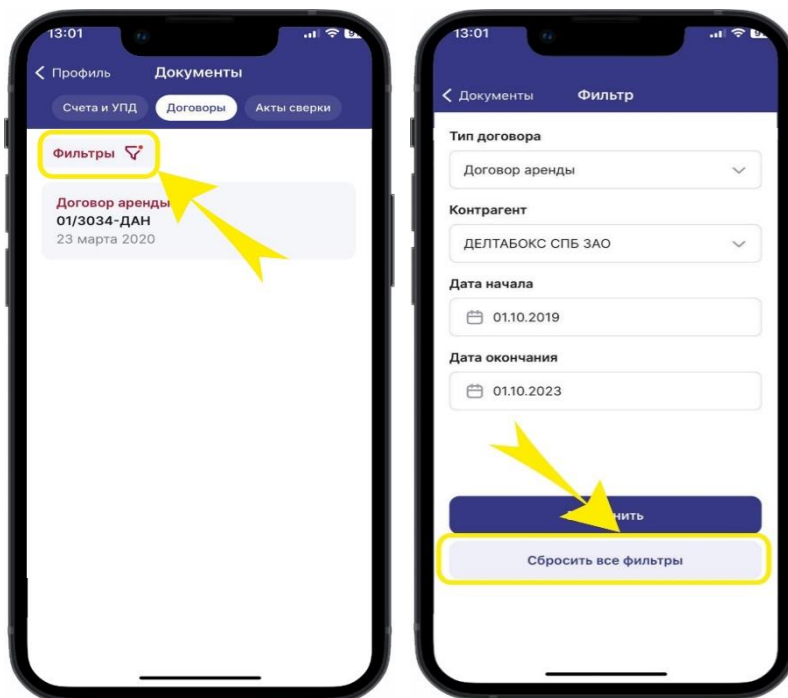 13:01
Профиль
Документы
Счета и УПД
Договоры
Акты сверки
Фильтры
Договор аренды
01/3034-ДАН
23 марта 2020
13:01
Документы
Фильтр
Тип договора
Договор аренды
Контрагент
ДЕЛТАБОКС СПБ ЗАО
Дата начала
01.10.2019
Дата окончания
01.10.2023
Сбросить все фильтры